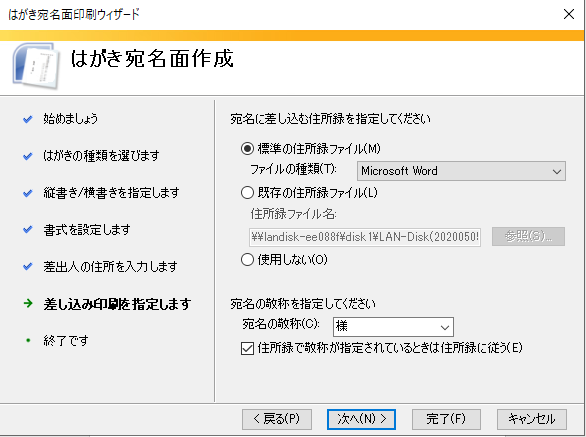 はがき宛名面印刷ウィザード
はがき宛名面作成
始めましょう
はがきの種類を選びます
縦書き/横書きを指定します
書式を設定します
差出人の住所を入力します
差し込み印刷を指定します
終了です
宛名に差し込む住所録を指定してください
標準の住所録ファイル(M)
ファイルの種類(T):
Microsoft Word
既存の住所録ファイル(L)
住所録ファイル名:
¥¥landisk-ee088f¥disk1¥LAN-Disk(2020050
参照(S)...
使用しない(O)
宛名の敬称を指定してください
宛名の敬称(C):
様
住所録で敬称が指定されているときは住所録に従う(E)
< 戻る(P)
次へ(N) >
完了(F)
キャンセル